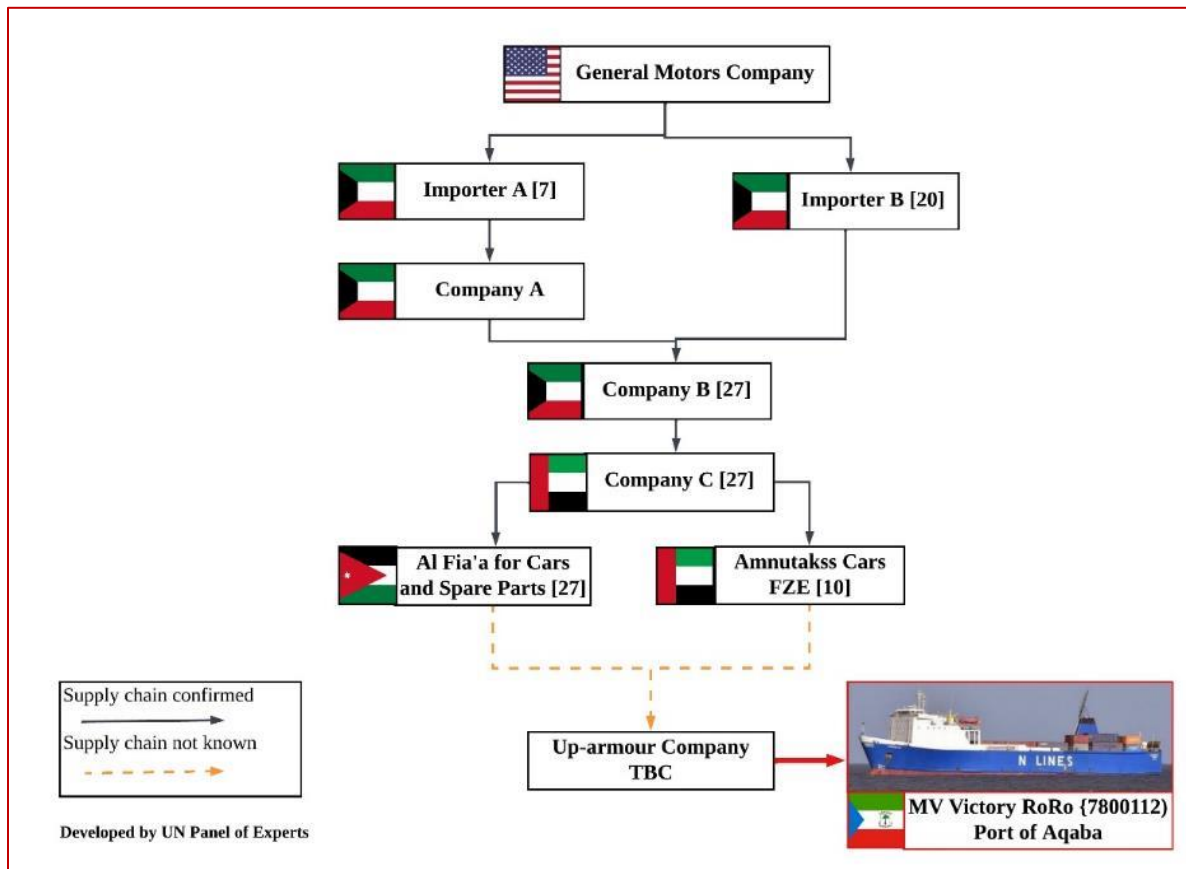 General Motors Company
Importer A [7]
Importer B [20]
Company A
Company B [27]
Company C [27]
Al Fia'a for Cars
and Spare Parts [27]
Amnutakss Cars
FZE [10]
Supply chain confirmed
Supply chain not known
Up-armour Company
TBC
N LINES
MV Victory RoRo {7800112)
Port of Aqaba
Developed by UN Panel of Experts